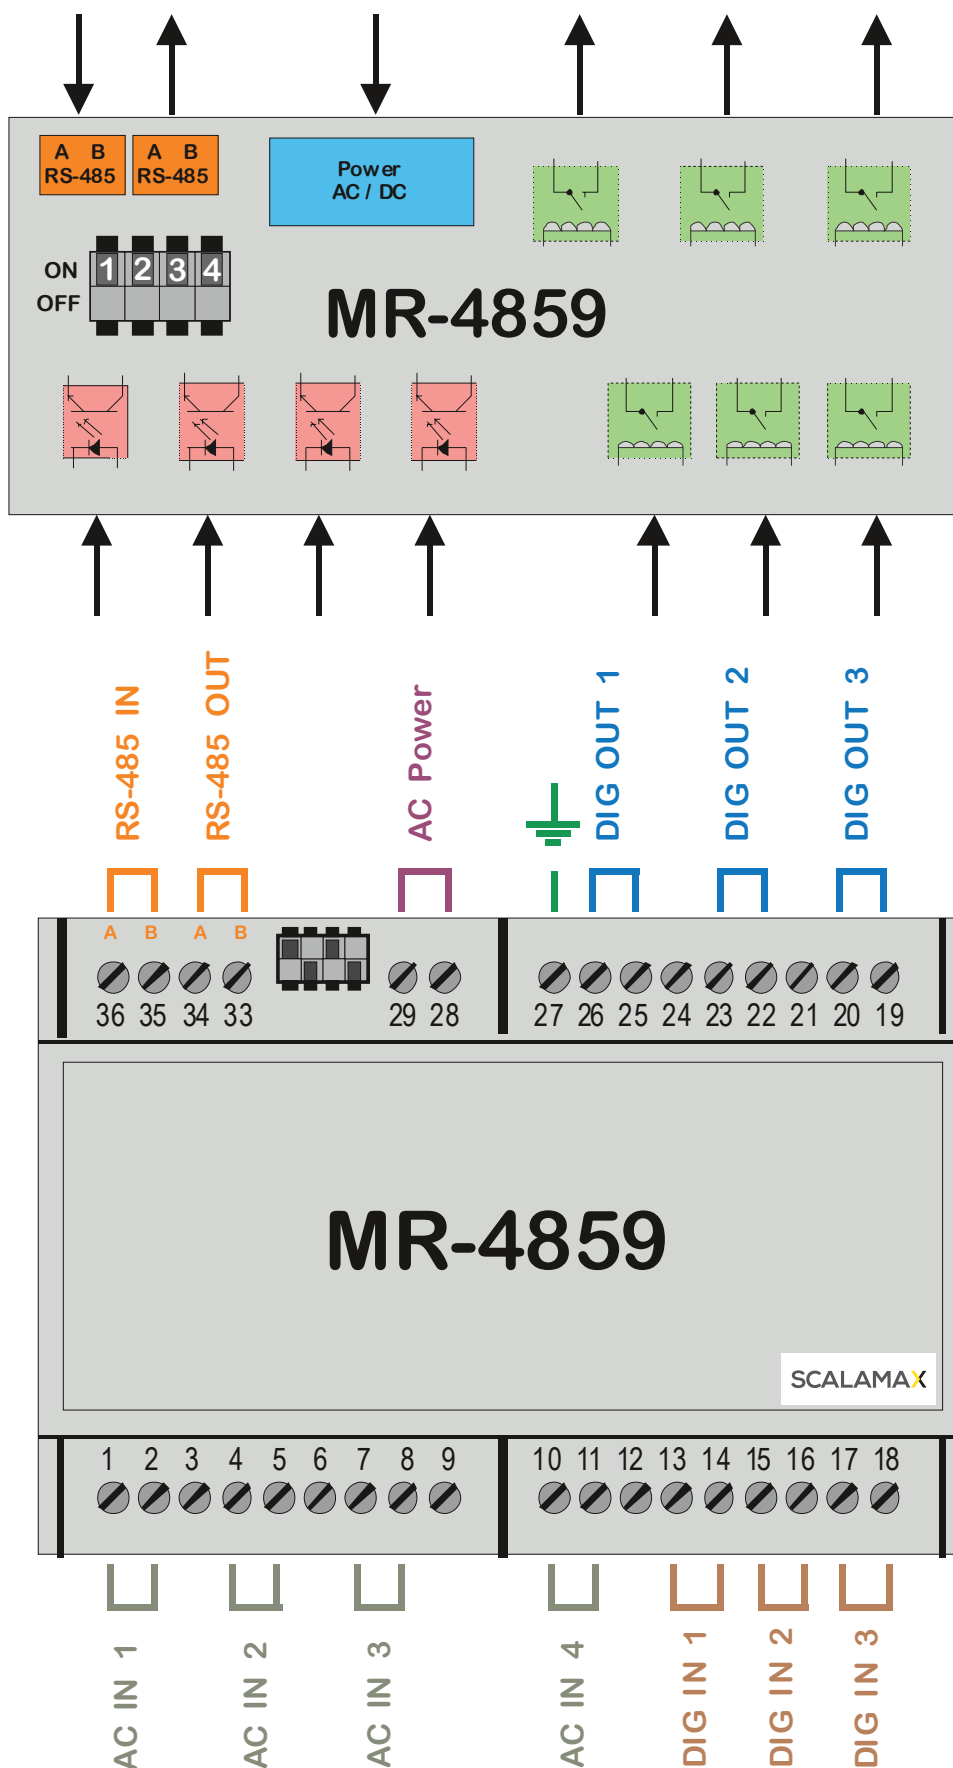 A B
RS-485
A B
RS-485
Power
AC / DC
ON
OFF
1 2 3 4
MR-4859
RS-485 IN
RS-485 OUT
AC Power
DIG OUT 1
DIG OUT 2
DIG OUT 3
A B A B
36 35 34 33 29 28 27 26 25 24 23 22 21 20 19
MR-4859
SCALAMAX
1 2 3 4 5 6 7 8 9 10 11 12 13 14 15 16 17 18
AC IN 1
AC IN 2
AC IN 3
AC IN 4
DIG IN 1
DIG IN 2
DIG IN 3